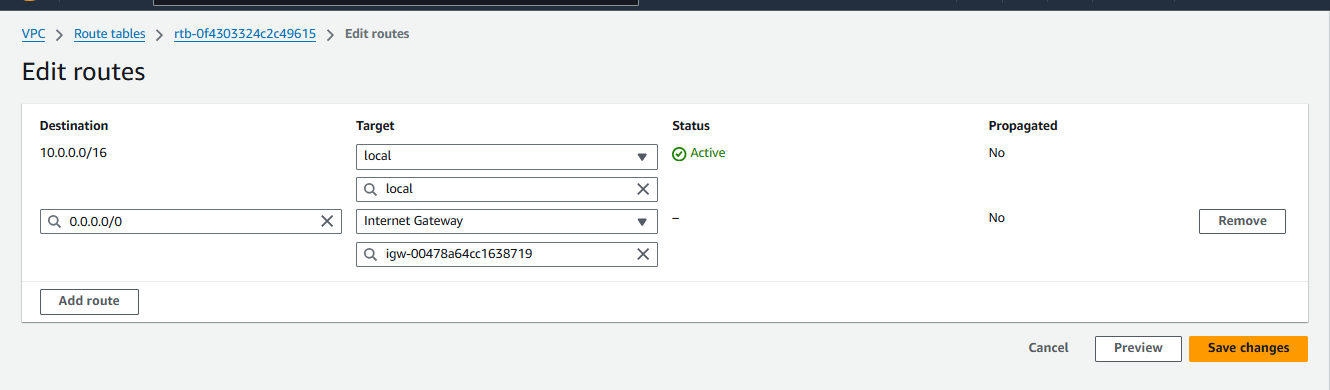 VPC > Route tables > rtb-0f4303324c2c49615 > Edit routes
Edit routes
Destination Target Status Propagated
10.0.0.0/16 local Active No
local
0.0.0.0/0 Internet Gateway – No Remove
igw-00478a64cc1638719
Add route
Cancel Preview Save changes